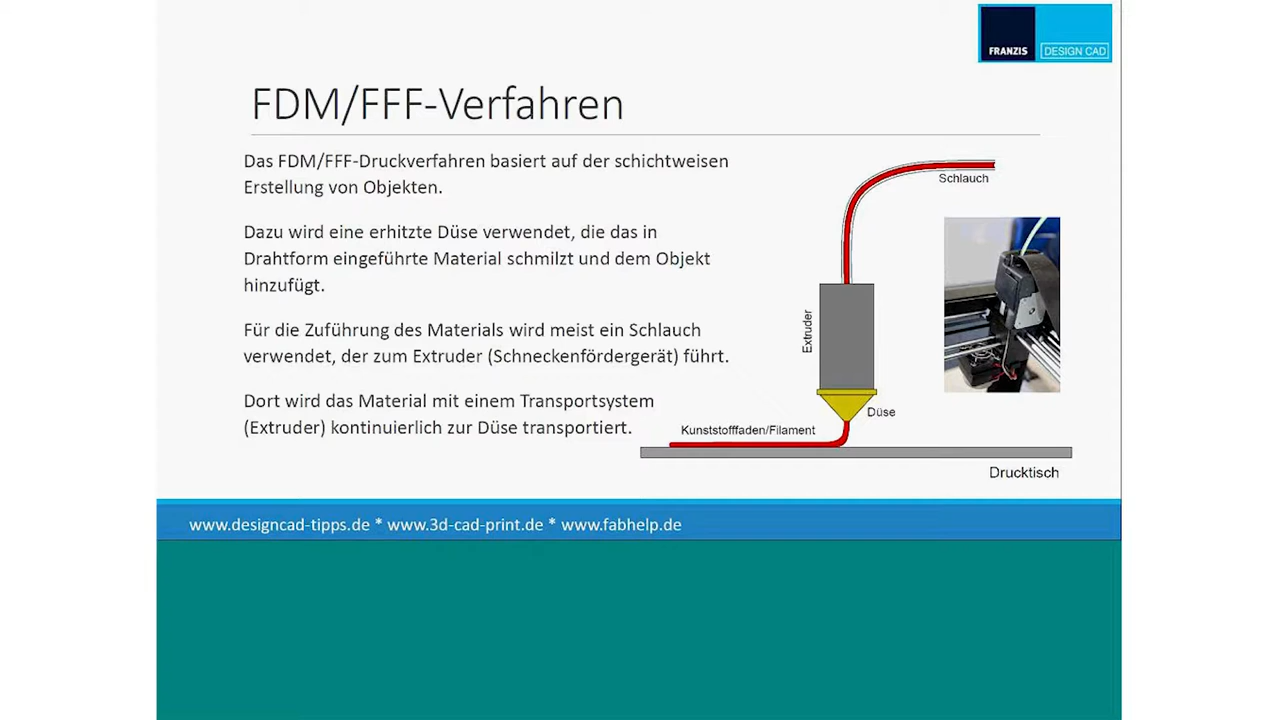 FRANZIS
DESIGN CAD
FDM/FFF-Verfahren
Das FDM/FFF-Druckverfahren basiert auf der schichtweisen
Erstellung von Objekten.
Dazu wird eine erhitzte Düse verwendet, die das in
Drahtform eingeführte Material schmilzt und dem Objekt
hinzufügt.
Für die Zuführung des Materials wird meist ein Schlauch
verwendet, der zum Extruder (Schneckenfördergerät) führt.
Dort wird das Material mit einem Transportsystem
(Extruder) kontinuierlich zur Düse transportiert.
Schlauch
Extruder
Düse
Kunststofffaden/Filament
Drucktisch
www.designcad-tipps.de * www.3d-cad-print.de * www.fabhelp.de